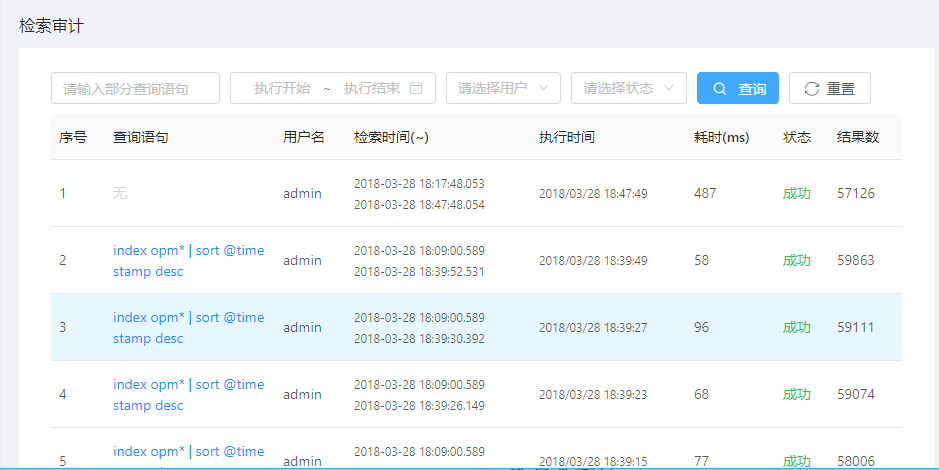 检索审计
请输入部分查询语句 执行开始 ~ 执行结束 请选择用户 请选择状态 查询 重置
序号 查询语句 用户名 检索时间(~) 执行时间 耗时(ms) 状态 结果数
1 无 admin 2018-03-28 18:17:48.053 2018/03/28 18:47:49 487 成功 57126
2018-03-28 18:47:48.054
2 index opm* | sort @time admin 2018-03-28 18:09:00.589 2018/03/28 18:39:49 58 成功 59863
stamp desc 2018-03-28 18:39:52.531
3 index opm* | sort @time admin 2018-03-28 18:09:00.589 2018/03/28 18:39:27 96 成功 59111
stamp desc 2018-03-28 18:39:30.392
4 index opm* | sort @time admin 2018-03-28 18:09:00.589 2018/03/28 18:39:23 68 成功 59074
stamp desc 2018-03-28 18:39:26.149
5 index opm* | sort @time admin 2018-03-28 18:09:00.589 2018/03/28 18:39:15 77 成功 58006